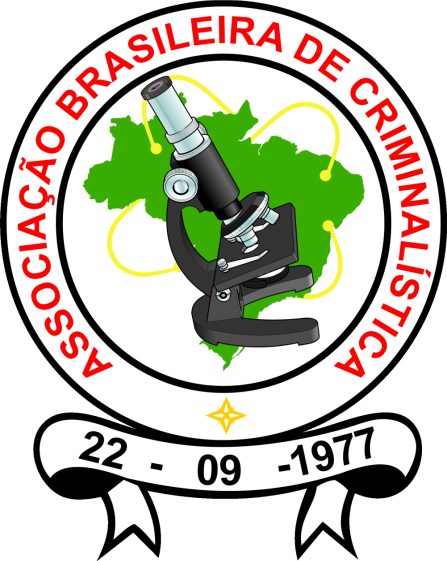 ASSOCIAÇÃO BRASILEIRA DE CRIMINALÍSTICA
22 - 09 -1977